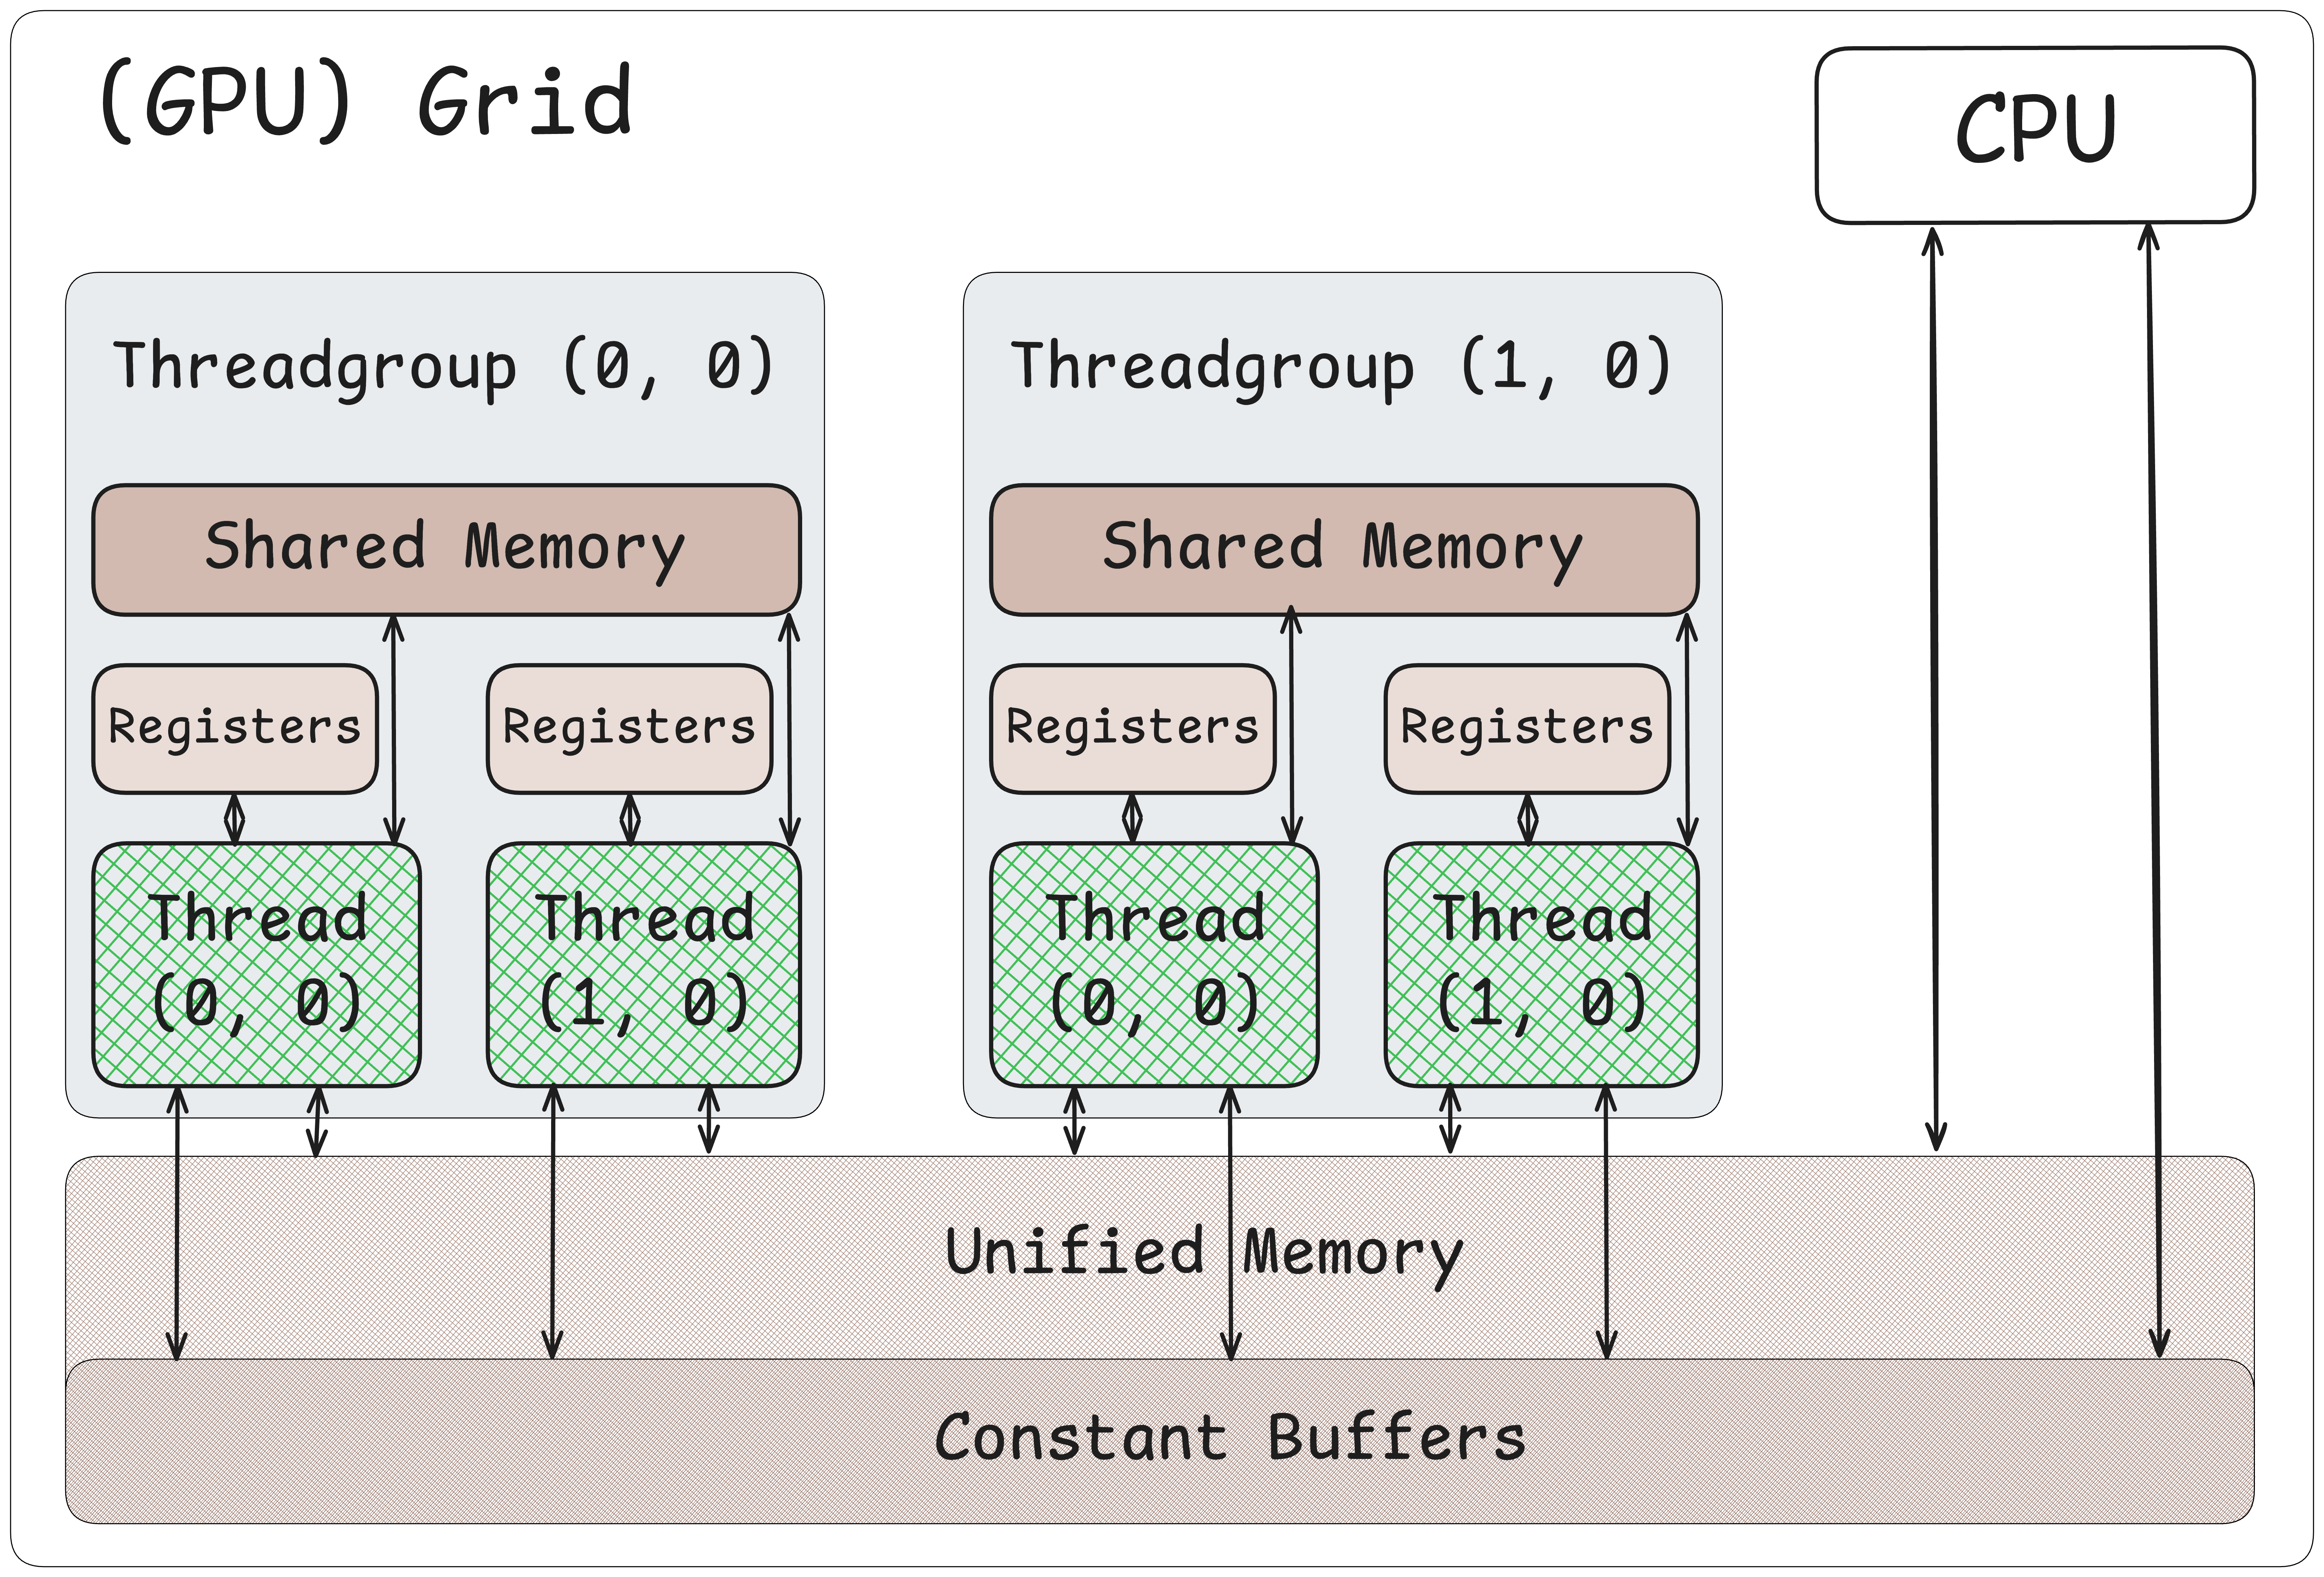 (GPU) Grid
CPU
Threadgroup (0, 0)
Threadgroup (1, 0)
Shared Memory
Shared Memory
Registers
Registers
Registers
Registers
Thread
(0, 0)
Thread
(1, 0)
Thread
(0, 0)
Thread
(1, 0)
Unified Memory
Constant Buffers